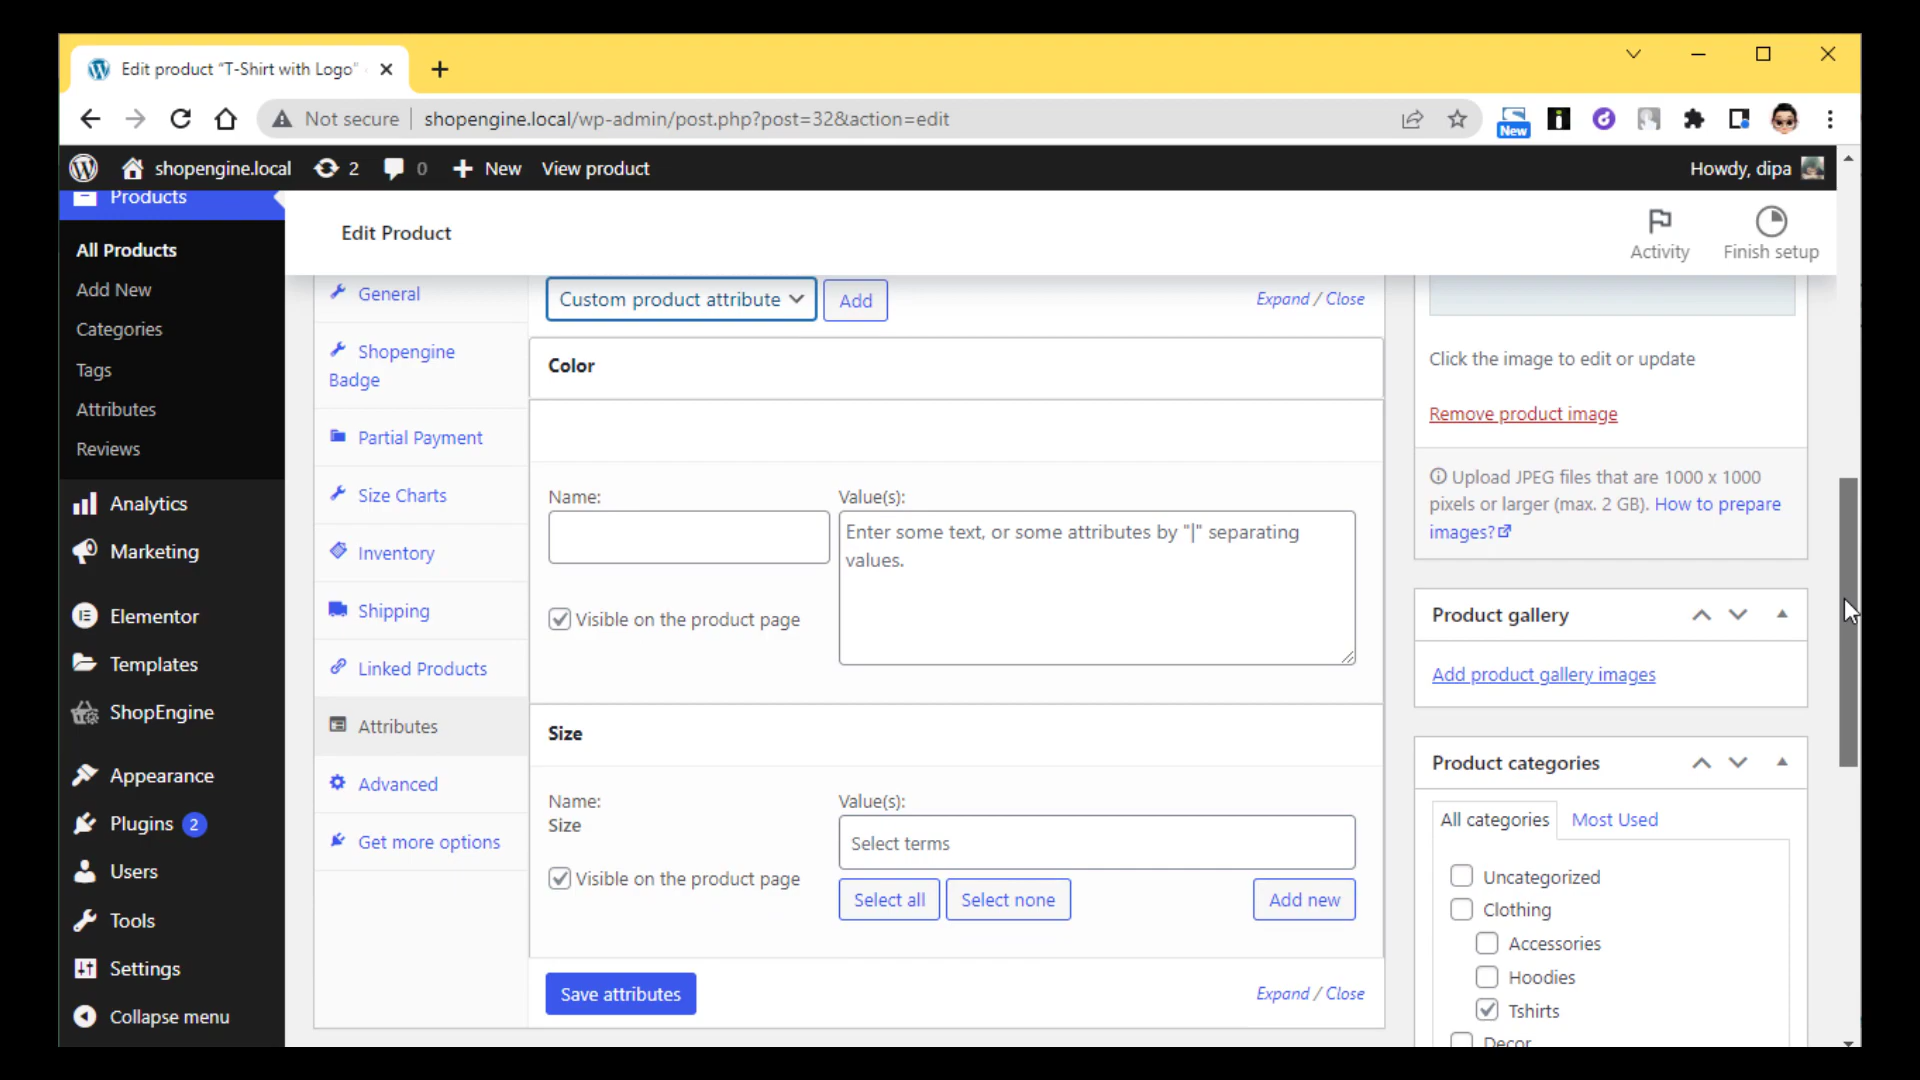 Edit product “T-Shirt with Logo”
Not secure
shopengine.local/wp-admin/post.php?post=32&action=edit
New
shopengine.local
2
0
New
View product
Howdy, dipa
Products
All Products
Add New
Categories
Tags
Attributes
Reviews
Analytics
Marketing
Elementor
Templates
ShopEngine
Appearance
Plugins 2
Users
Tools
Settings
Collapse menu
Edit Product
Activity
Finish setup
General
Shopengine
Badge
Partial Payment
Size Charts
Inventory
Shipping
Linked Products
Attributes
Advanced
Get more options
Custom product attribute
Add
Expand / Close
Color
Name:
Value(s):
Enter some text, or some attributes by "|" separating
values.
Visible on the product page
Size
Name:
Size
Value(s):
Select terms
Visible on the product page
Select all
Select none
Add new
Save attributes
Expand / Close
Click the image to edit or update
Remove product image
Upload JPEG files that are 1000 x 1000
pixels or larger (max. 2 GB). How to prepare
images?
Product gallery
Add product gallery images
Product categories
All categories
Most Used
Uncategorized
Clothing
Accessories
Hoodies
Tshirts
Decor